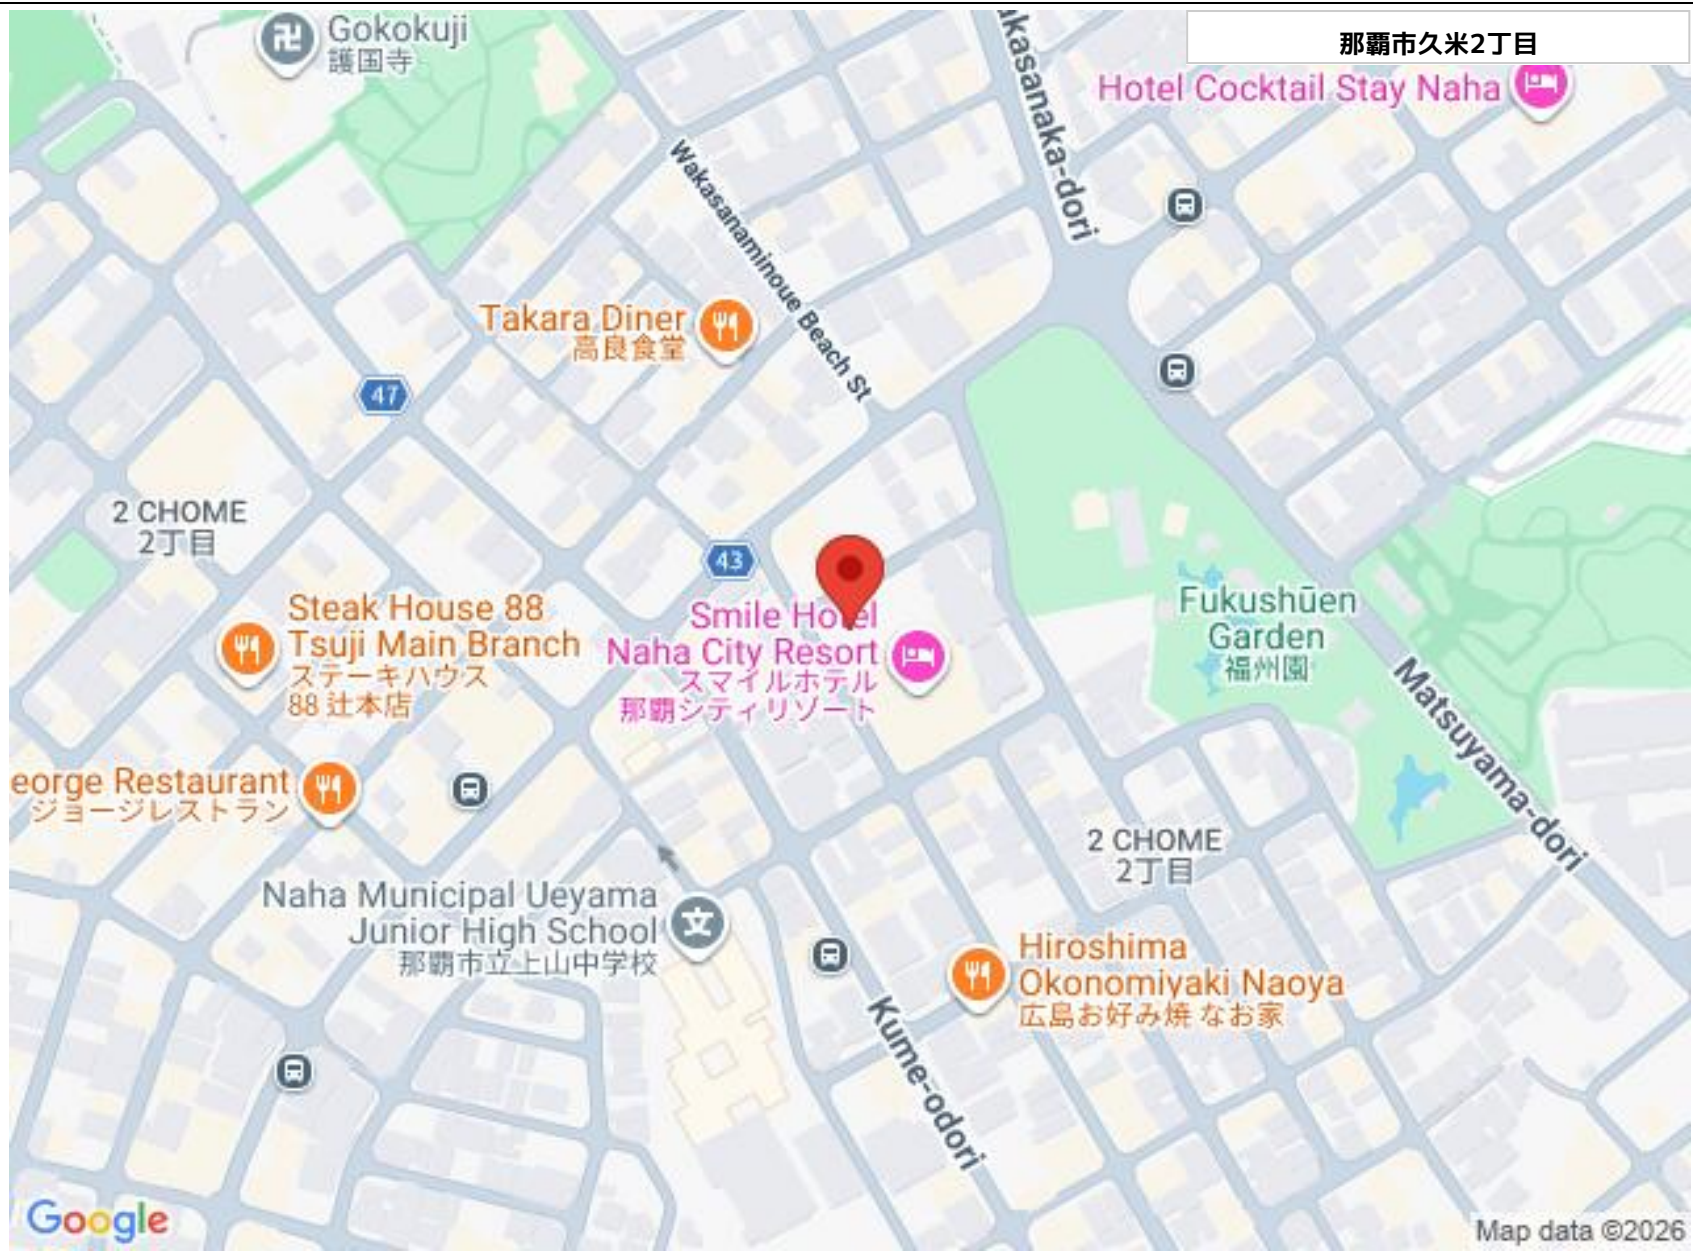 那覇市久米2丁目
Gokokuji
護国寺
kasanaka-dori
Hotel Cocktail Stay Naha
Wakasanaminoue Beach St
Takara Diner
高良食堂
47
2 CHOME
2丁目
43
Steak House 88
Tsuji Main Branch
ステーキハウス
88 辻本店
Smile Hotel
Naha City Resort
スマイルホテル
那覇シティリゾート
Fukushūen
Garden
福州園
Matsuyama-dori
eorge Restaurant
ジョージレストラン
2 CHOME
2丁目
Naha Municipal Ueyama
Junior High School
那覇市立上山中学校
文
Hiroshima
Okonomiyaki Naoya
広島お好み焼 なお家
Kume-odori
Google
Map data ©2026